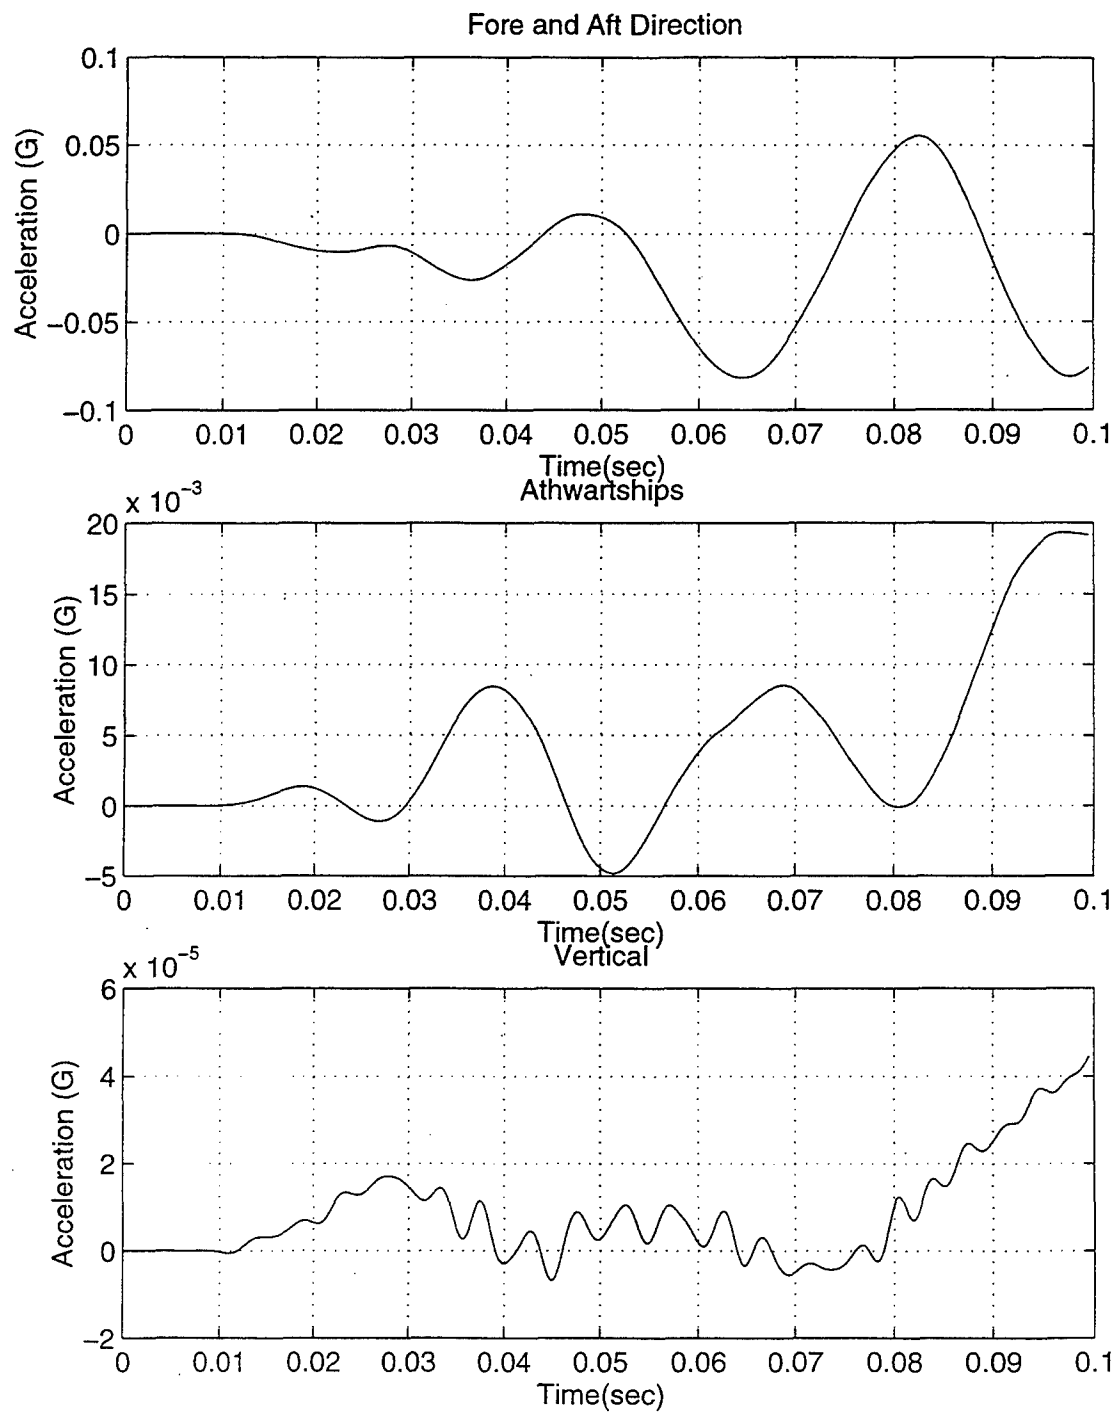 Fore and Aft Direction
0.1
0.05
0
−0.05
−0.1
Acceleration (G)
0 0.01 0.02 0.03 0.04 0.05 0.06 0.07 0.08 0.09 0.1
Time(sec)
Athwartships
x 10−3
20
15
10
5
0
−5
Acceleration (G)
0 0.01 0.02 0.03 0.04 0.05 0.06 0.07 0.08 0.09 0.1
Time(sec)
Vertical
x 10−5
6
4
2
0
−2
Acceleration (G)
0 0.01 0.02 0.03 0.04 0.05 0.06 0.07 0.08 0.09 0.1
Time(sec)